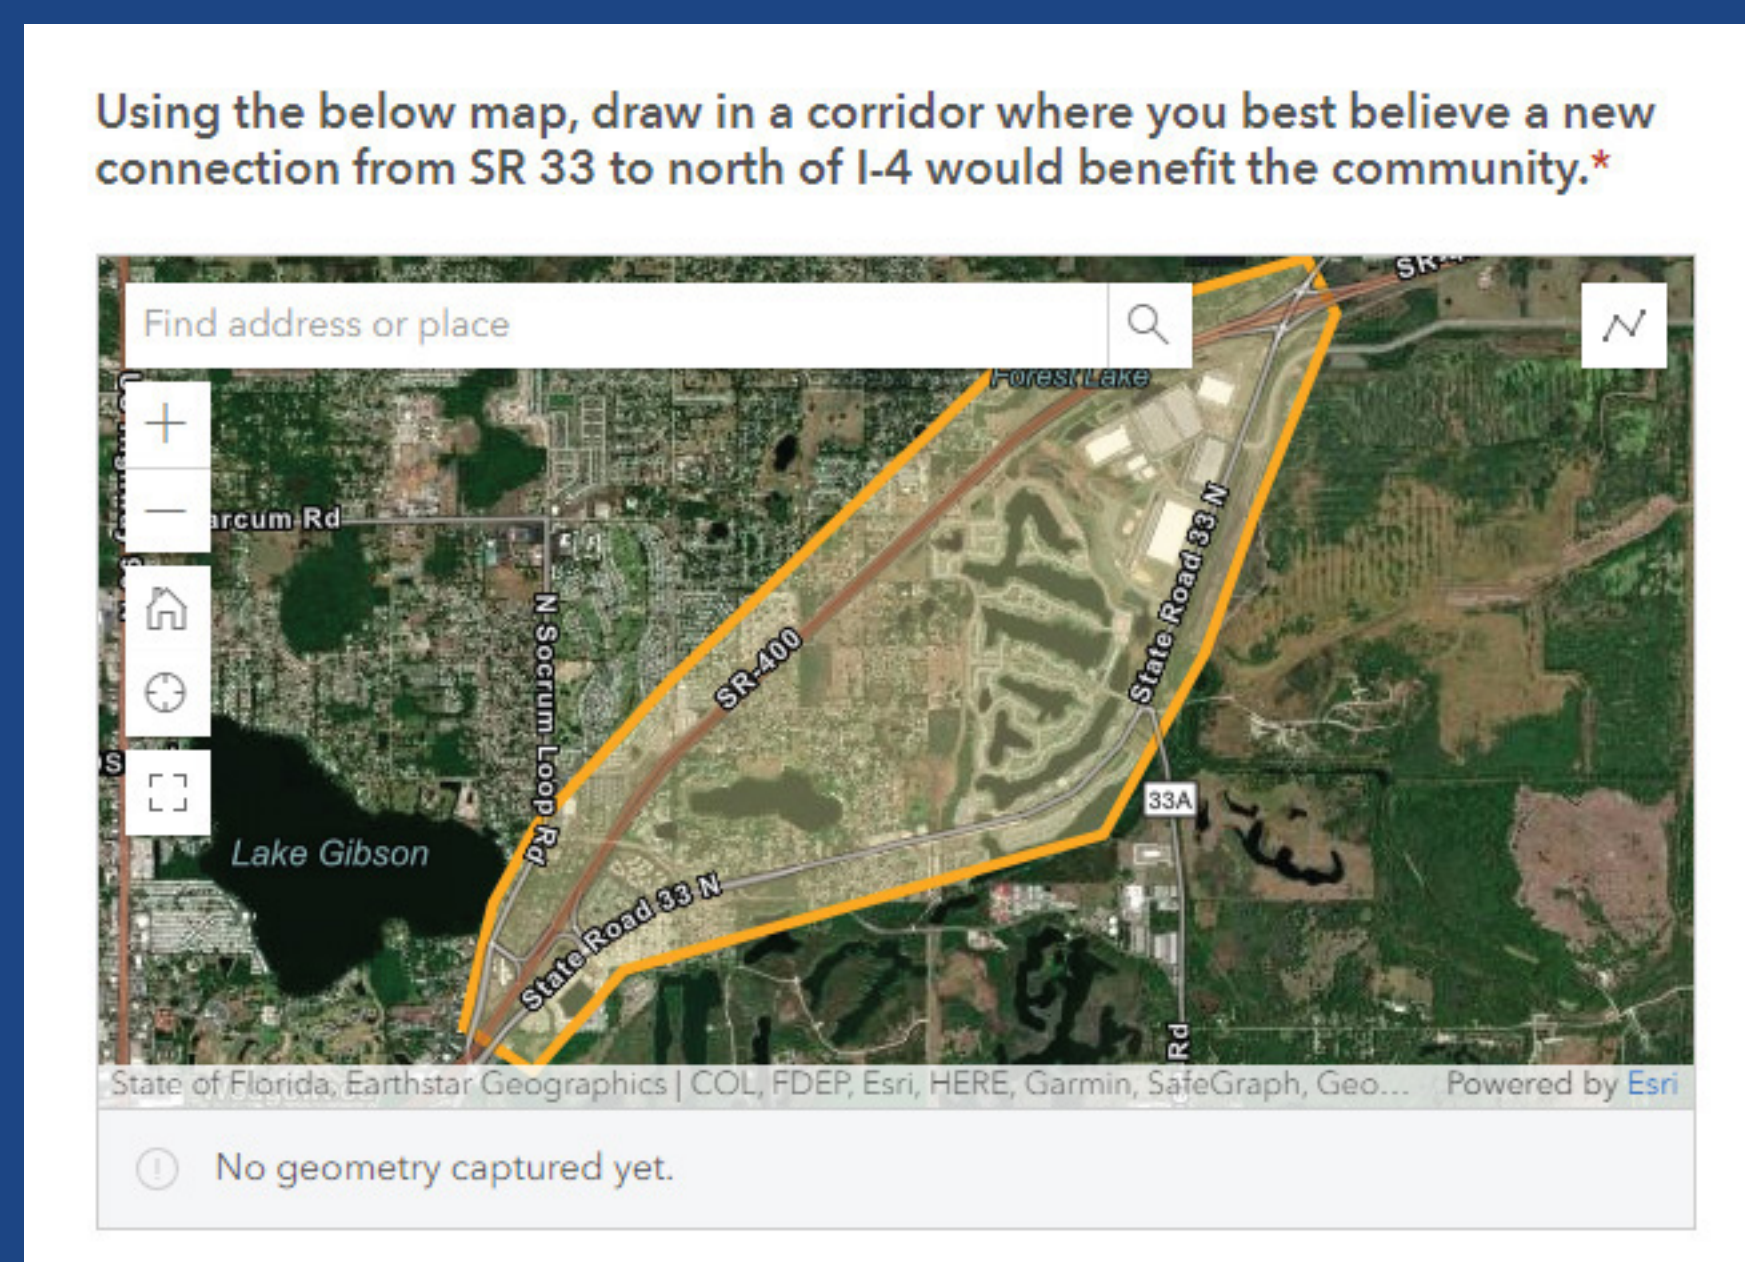 Using the below map, draw in a corridor where you best believe a new
connection from SR 33 to north of I-4 would benefit the community.*
Find address or place
Forest Lake
arcum Rd
N Socrum Loop Rd
SR-400
State Road 33 N
33A
Lake Gibson
State Road 33 N
Rd
State of Florida, Earthstar Geographics | COL, FDEP, Esri, HERE, Garmin, SafeGraph, Geo... Powered by Esri
No geometry captured yet.